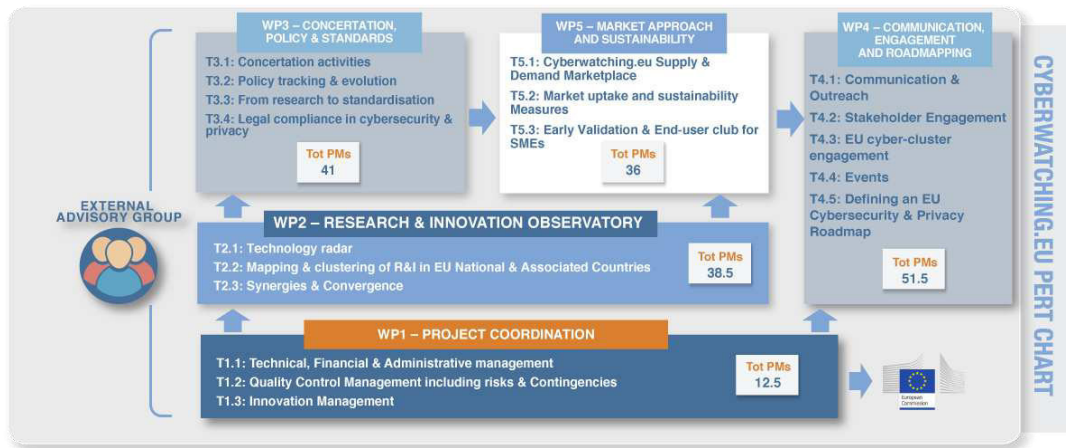 WP3 – CONCERTATION,
POLICY & STANDARDS
T3.1: Concertation activities
T3.2: Policy tracking & evolution
T3.3: From research to standardisation
T3.4: Legal compliance in cybersecurity &
privacy
Tot PMs
41
WP5 – MARKET APPROACH
AND SUSTAINABILITY
T5.1: Cyberwatching.eu Supply &
Demand Marketplace
T5.2: Market uptake and sustainability
Measures
T5.3: Early Validation & End-user club for
SMEs
Tot PMs
36
WP4 – COMMUNICATION,
ENGAGEMENT
AND ROADMAPPING
T4.1: Communication &
Outreach
T4.2: Stakeholder Engagement
T4.3: EU cyber-cluster
engagement
T4.4: Events
T4.5: Defining an EU
Cybersecurity & Privacy
Roadmap
Tot PMs
51.5
EXTERNAL
ADVISORY GROUP
WP2 – RESEARCH & INNOVATION OBSERVATORY
T2.1: Technology radar
T2.2: Mapping & clustering of R&I in EU National & Associated Countries
T2.3: Synergies & Convergence
Tot PMs
38.5
WP1 – PROJECT COORDINATION
T1.1: Technical, Financial & Administrative management
T1.2: Quality Control Management including risks & Contingencies
T1.3: Innovation Management
Tot PMs
12.5
European
Commission
CYBERWATCHING.EU PERT CHART